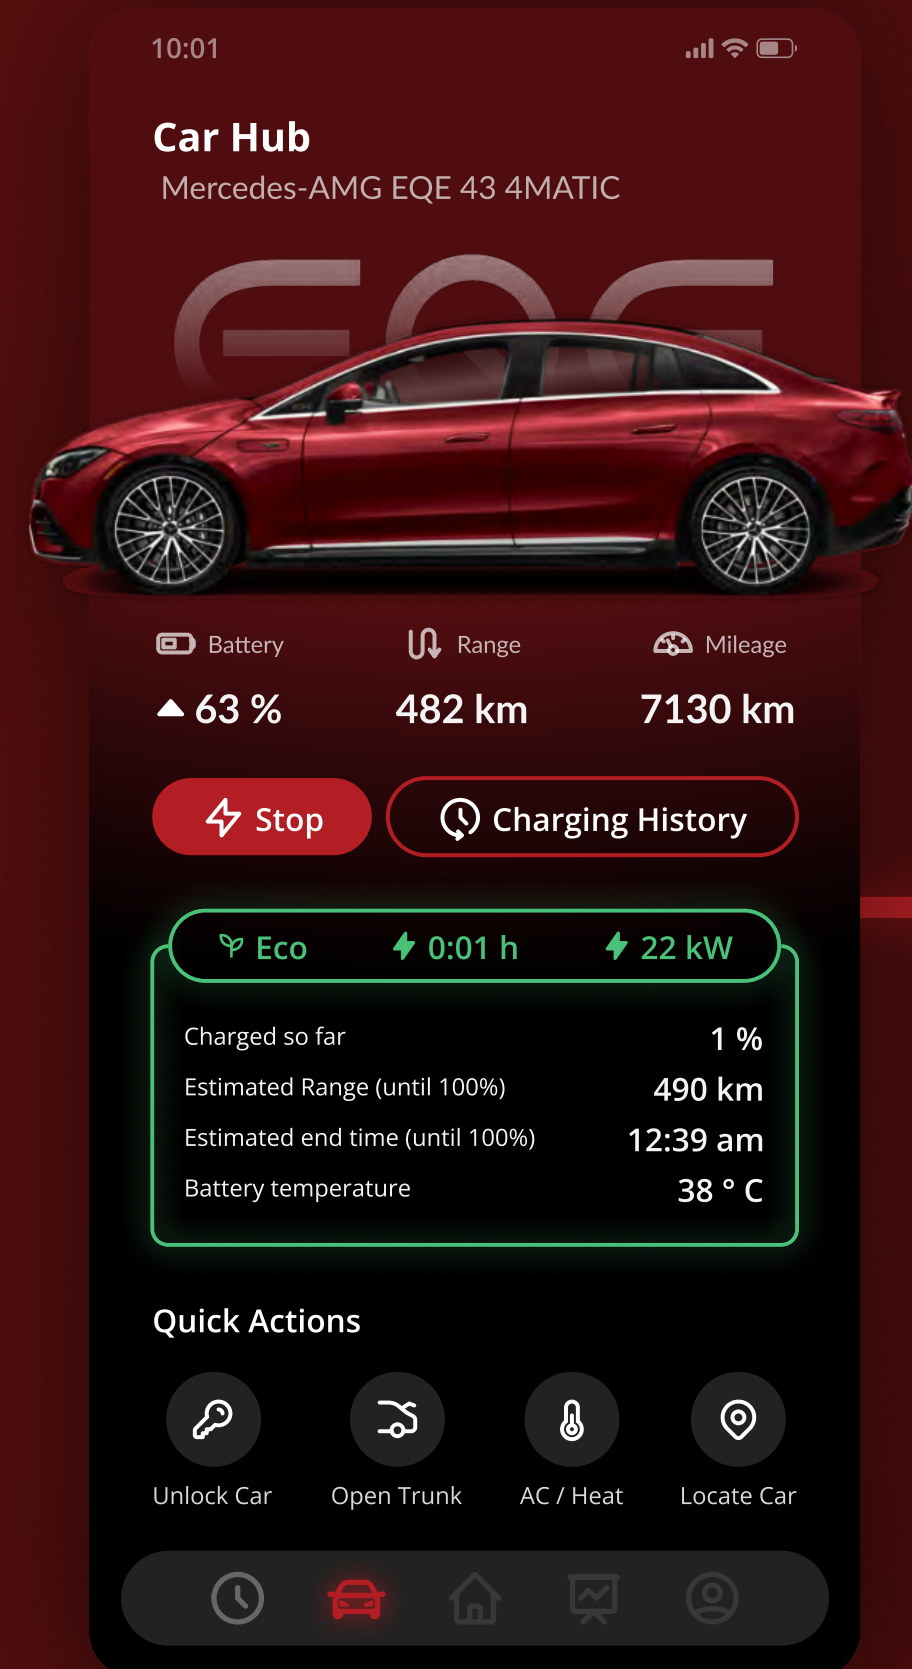 10:01
Car Hub
Mercedes-AMG EQE 43 4MATIC
EQE
Battery Range Mileage
63 % 482 km 7130 km
Stop Charging History
Eco 0:01 h 22 kW
Charged so far 1 %
Estimated Range (until 100%) 490 km
Estimated end time (until 100%) 12:39 am
Battery temperature 38 ° C
Quick Actions
Unlock Car Open Trunk AC / Heat Locate Car